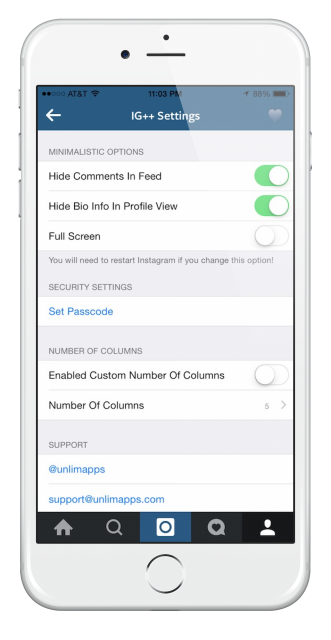 ●●○○○ AT&T 11:03 PM 88%
IG++ Settings
MINIMALISTIC OPTIONS
Hide Comments In Feed
Hide Bio Info In Profile View
Full Screen
You will need to restart Instagram if you change this option!
SECURITY SETTINGS
Set Passcode
NUMBER OF COLUMNS
Enabled Custom Number Of Columns
Number Of Columns 5
SUPPORT
@unlimapps
support@unlimapps.com